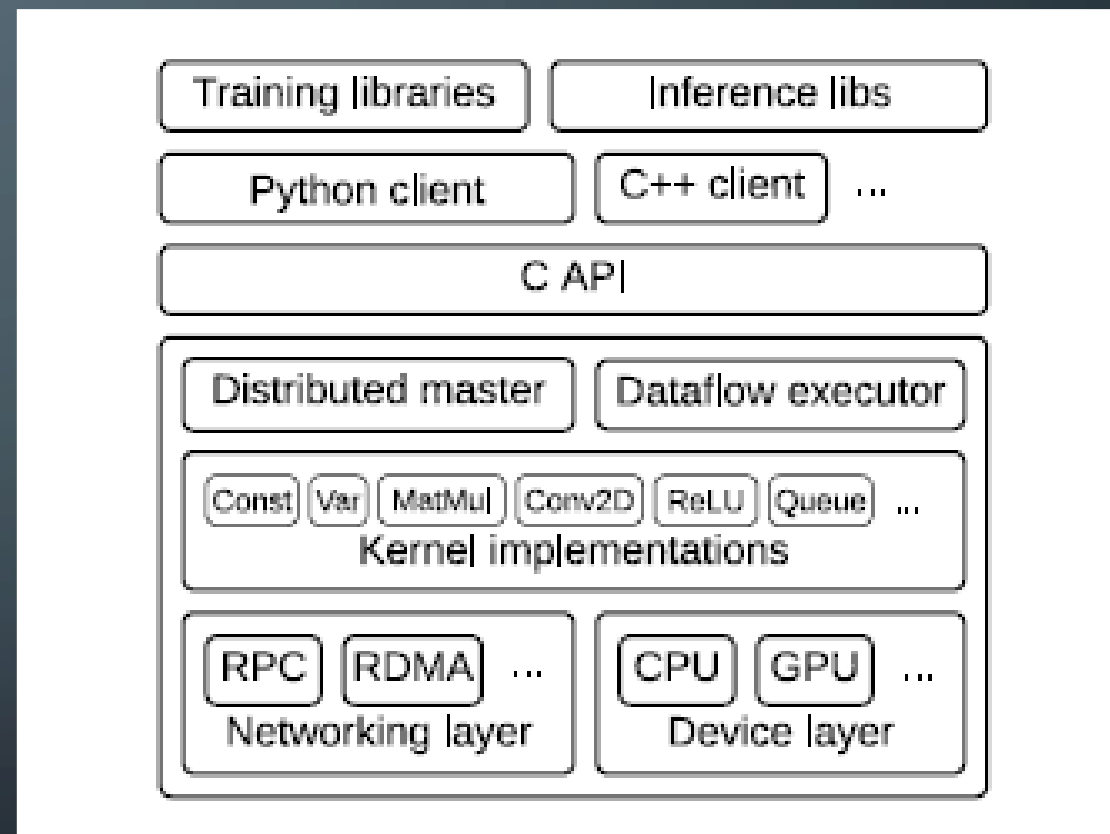 Training libraries Inference libs
Python client C++ client ...
C API
Distributed master Dataflow executor
Const Var MatMul Conv2D ReLU Queue ...
Kernel implementations
RPC RDMA ... CPU GPU ...
Networking layer Device layer